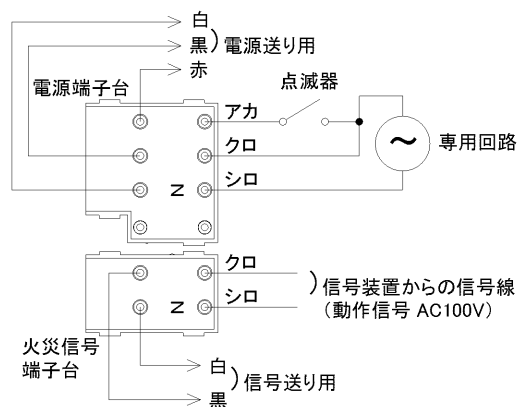 白
黒
)電源送り用
赤
電源端子台
点滅器
アカ
クロ
シロ
N
~
専用回路
クロ
シロ
N
)信号装置からの信号線
(動作信号 AC100V)
火災信号
端子台
白
黒
)信号送り用